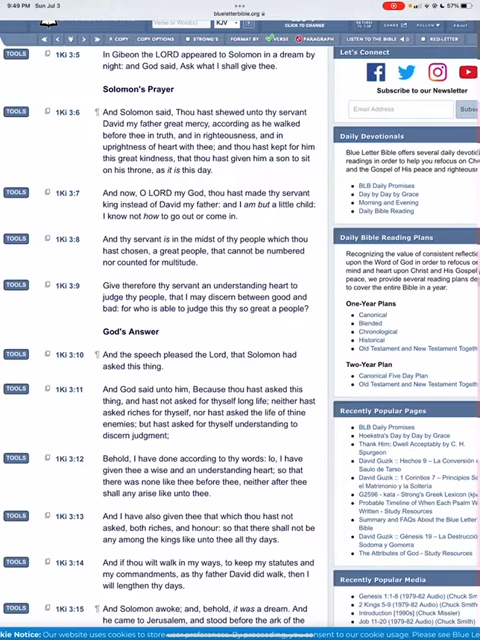 9:49 PM Sun Jul 3
57%
blueletterbible.org
Verse or Word(s)
KJV
CLICK TO CHANGE
RETURN TO TOP
SHARE
FOLLOW
PRINT
COPY
COPY OPTIONS
STRONG'S
FORMAT BY
VERSE
PARAGRAPH
LISTEN TO THE BIBLE
RED-LETTER
TOOLS 1Ki 3:5 In Gibeon the LORD appeared to Solomon in a dream by
night: and God said, Ask what I shall give thee.
Solomon's Prayer
TOOLS 1Ki 3:6 ¶ And Solomon said, Thou hast shewed unto thy servant
David my father great mercy, according as he walked
before thee in truth, and in righteousness, and in
uprightness of heart with thee; and thou hast kept for him
this great kindness, that thou hast given him a son to sit
on his throne, as it is this day.
TOOLS 1Ki 3:7 And now, O LORD my God, thou hast made thy servant
king instead of David my father: and I am but a little child:
I know not how to go out or come in.
TOOLS 1Ki 3:8 And thy servant is in the midst of thy people which thou
hast chosen, a great people, that cannot be numbered
nor counted for multitude.
TOOLS 1Ki 3:9 Give therefore thy servant an understanding heart to
judge thy people, that I may discern between good and
bad: for who is able to judge this thy so great a people?
God's Answer
TOOLS 1Ki 3:10 ¶ And the speech pleased the Lord, that Solomon had
asked this thing.
TOOLS 1Ki 3:11 And God said unto him, Because thou hast asked this
thing, and hast not asked for thyself long life; neither hast
asked riches for thyself, nor hast asked the life of thine
enemies; but hast asked for thyself understanding to
discern judgment;
TOOLS 1Ki 3:12 Behold, I have done according to thy words: lo, I have
given thee a wise and an understanding heart; so that
there was none like thee before thee, neither after thee
shall any arise like unto thee.
TOOLS 1Ki 3:13 And I have also given thee that which thou hast not
asked, both riches, and honour: so that there shall not be
any among the kings like unto thee all thy days.
TOOLS 1Ki 3:14 And if thou wilt walk in my ways, to keep my statutes and
my commandments, as thy father David did walk, then I
will lengthen thy days.
TOOLS 1Ki 3:15 ¶ And Solomon awoke; and, behold, it was a dream. And
he came to Jerusalem, and stood before the ark of the
Let's Connect
Subscribe to our Newsletter
Email Address
Subs
Daily Devotionals
Blue Letter Bible offers several daily devoti
readings in order to help you refocus on Ch
and the Gospel of His peace and righteous
BLB Daily Promises
Day by Day by Grace
Morning and Evening
Daily Bible Reading
Daily Bible Reading Plans
Recognizing the value of consistent reflecti
upon the Word of God in order to refocus o
mind and heart upon Christ and His Gospel
peace, we provide several reading plans de
to cover the entire Bible in a year.
One-Year Plans
Canonical
Blended
Chronological
Historical
Old Testament and New Testament Togeth
Two-Year Plan
Canonical Five Day Plan
Old Testament and New Testament Togeth
Recently Popular Pages
BLB Daily Promises
Hoekstra's Day by Day by Grace
Thank Him; Dwell Acceptably by C. H.
Spurgeon
David Guzik :: Hechos 9 – La Conversión
Saulo de Tarso
David Guzik :: 1 Corintios 7 – Principios S
el Matrimonio y la Soltería
G2596 - kata - Strong's Greek Lexicon (kj
Probable Timeline of When Each Psalm W
Written - Study Resources
Summary and FAQs About the Blue Letter
Bible
David Guzik :: Génesis 19 – La Destrucció
Sodoma y Gomorra
The Attributes of God - Study Resources
Recently Popular Media
Genesis 1:1-8 (1979-82 Audio) (Chuck Sm
2 Kings 5-9 (1979-82 Audio) (Chuck Smith
Introduction [1990s] (Chuck Missler)
Job 11-20 (1979-82 Audio) (Chuck Smith)
kie Notice: Our website uses cookies to store user preferences. By proceeding, you consent to our cookie usage. Please see Blue Le